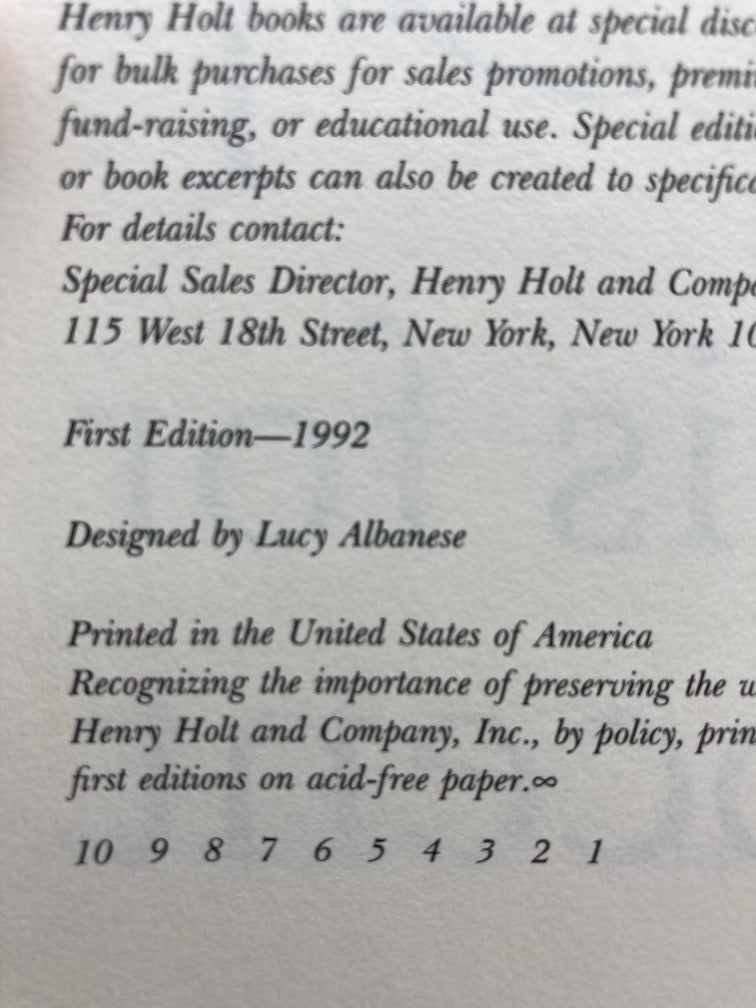 Henry Holt books are available at special disc
for bulk purchases for sales promotions, premi
fund-raising, or educational use. Special editi
or book excerpts can also be created to specific
For details contact:
Special Sales Director, Henry Holt and Comp
115 West 18th Street, New York, New York 10
First Edition—1992
Designed by Lucy Albanese
Printed in the United States of America
Recognizing the importance of preserving the w
Henry Holt and Company, Inc., by policy, prin
first editions on acid-free paper.∞
10 9 8 7 6 5 4 3 2 1